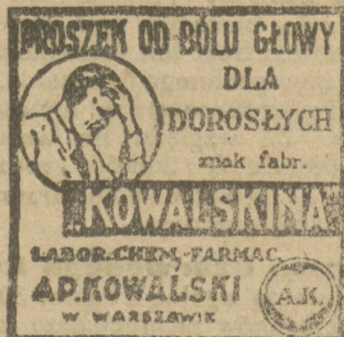 PROSZEK OD BÓLU GŁOWY
DLA
DOROSŁYCH
znak fabr.
„KOWALSKINA”
LABOR. CHEM.-FARMAC.
AP. KOWALSKI
W WARSZAWIE
A.K.